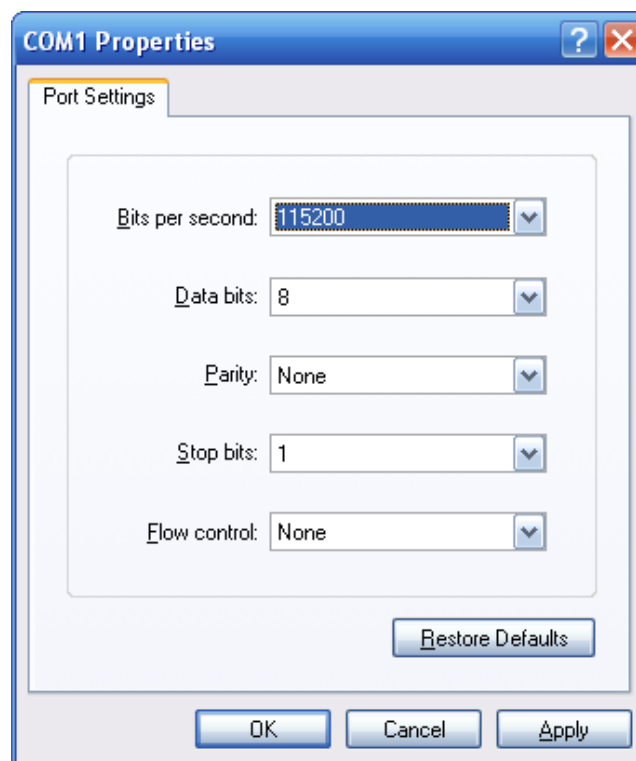 COM1 Properties
Port Settings
Bits per second: 115200
Data bits: 8
Parity: None
Stop bits: 1
Flow control: None
Restore Defaults
OK Cancel Apply